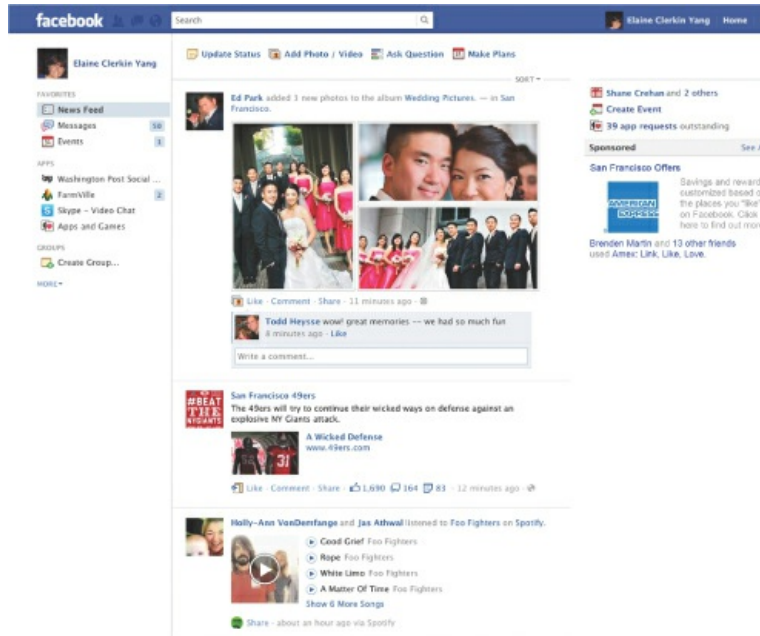 facebook
Search
Elaine Clerkin Yang
Home
Elaine Clerkin Yang
FAVORITES
News Feed
Messages 10
Events 1
APPS
Washington Post Social ...
FarmVille 2
Skype - Video Chat
Apps and Games
GROUPS
Create Group...
MORE
Update Status Add Photo / Video Ask Question Make Plans
SORT
Ed Park added 3 new photos to the album Wedding Pictures. — in San
Francisco.
Like · Comment · Share · 11 minutes ago ·
Todd Heysse wow! great memories -- we had so much fun
8 minutes ago · Like
Write a comment...
#BEAT
THE
NYGIANTS
San Francisco 49ers
The 49ers will try to continue their wicked ways on defense against an
explosive NY Giants attack.
31
A Wicked Defense
www.49ers.com
Like · Comment · Share · 1,690 164 83 · 12 minutes ago ·
Holly-Ann VonDemfange and Jas Athwal listened to Foo Fighters on Spotify.
Good Grief Foo Fighters
Rope Foo Fighters
White Limo Foo Fighters
A Matter Of Time Foo Fighters
Show 6 More Songs
Share · about an hour ago via Spotify
Shane Crehan and 2 others
Create Event
39 app requests outstanding
Sponsored
See A
San Francisco Offers
AMERICAN
EXPRESS
Savings and reward
customized based o
the places you "like"
on Facebook. Click
here to find out more
Brenden Martin and 13 other friends
used Amex: Link, Like, Love.